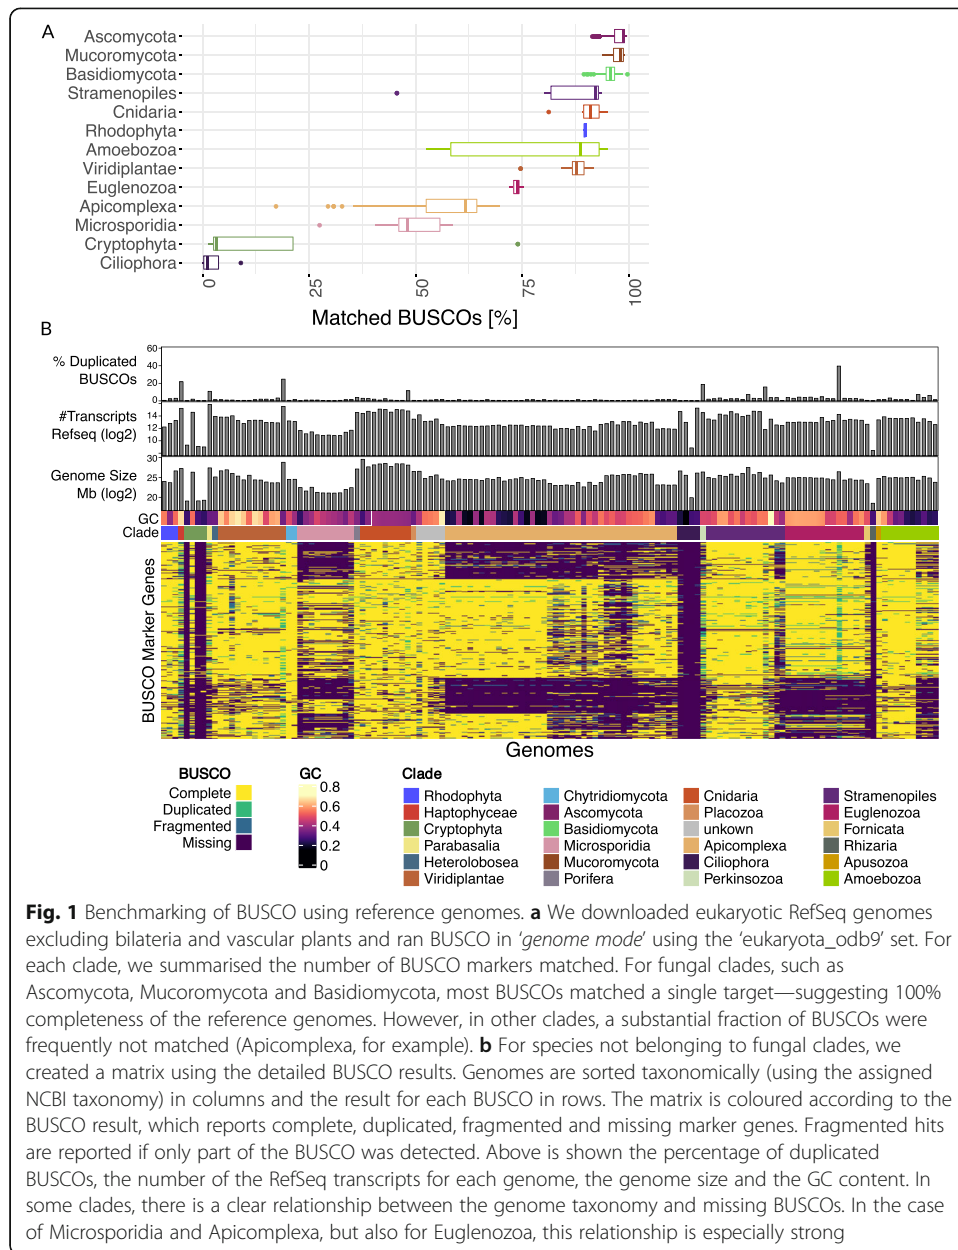 A
Ascomycota
Mucoromycota
Basidiomycota
Stramenopiles
Cnidaria
Rhodophyta
Amoebozoa
Viridiplantae
Euglenozoa
Apicomplexa
Microsporidia
Cryptophyta
Ciliophora
0 25 50 75 100
Matched BUSCOs [%]
B
% Duplicated
BUSCOs
60
40
20
0
#Transcripts
Refseq (log2)
14
12
10
Genome Size
Mb (log2)
30
25
20
GC
Clade
BUSCO Marker Genes
Genomes
BUSCO
Complete
Duplicated
Fragmented
Missing
GC
0.8
0.6
0.4
0.2
0
Clade
Rhodophyta
Haptophyceae
Cryptophyta
Parabasalia
Heterolobosea
Viridiplantae
Chytridiomycota
Ascomycota
Basidiomycota
Microsporidia
Mucoromycota
Porifera
Cnidaria
Placozoa
unkown
Apicomplexa
Ciliophora
Perkinsozoa
Stramenopiles
Euglenozoa
Fornicata
Rhizaria
Apusozoa
Amoebozoa
Fig. 1 Benchmarking of BUSCO using reference genomes. a We downloaded eukaryotic RefSeq genomes
excluding bilateria and vascular plants and ran BUSCO in ‘genome mode’ using the ‘eukaryota_odb9’ set. For
each clade, we summarised the number of BUSCO markers matched. For fungal clades, such as
Ascomycota, Mucoromycota and Basidiomycota, most BUSCOs matched a single target—suggesting 100%
completeness of the reference genomes. However, in other clades, a substantial fraction of BUSCOs were
frequently not matched (Apicomplexa, for example). b For species not belonging to fungal clades, we
created a matrix using the detailed BUSCO results. Genomes are sorted taxonomically (using the assigned
NCBI taxonomy) in columns and the result for each BUSCO in rows. The matrix is coloured according to the
BUSCO result, which reports complete, duplicated, fragmented and missing marker genes. Fragmented hits
are reported if only part of the BUSCO was detected. Above is shown the percentage of duplicated
BUSCOs, the number of the RefSeq transcripts for each genome, the genome size and the GC content. In
some clades, there is a clear relationship between the genome taxonomy and missing BUSCOs. In the case
of Microsporidia and Apicomplexa, but also for Euglenozoa, this relationship is especially strong